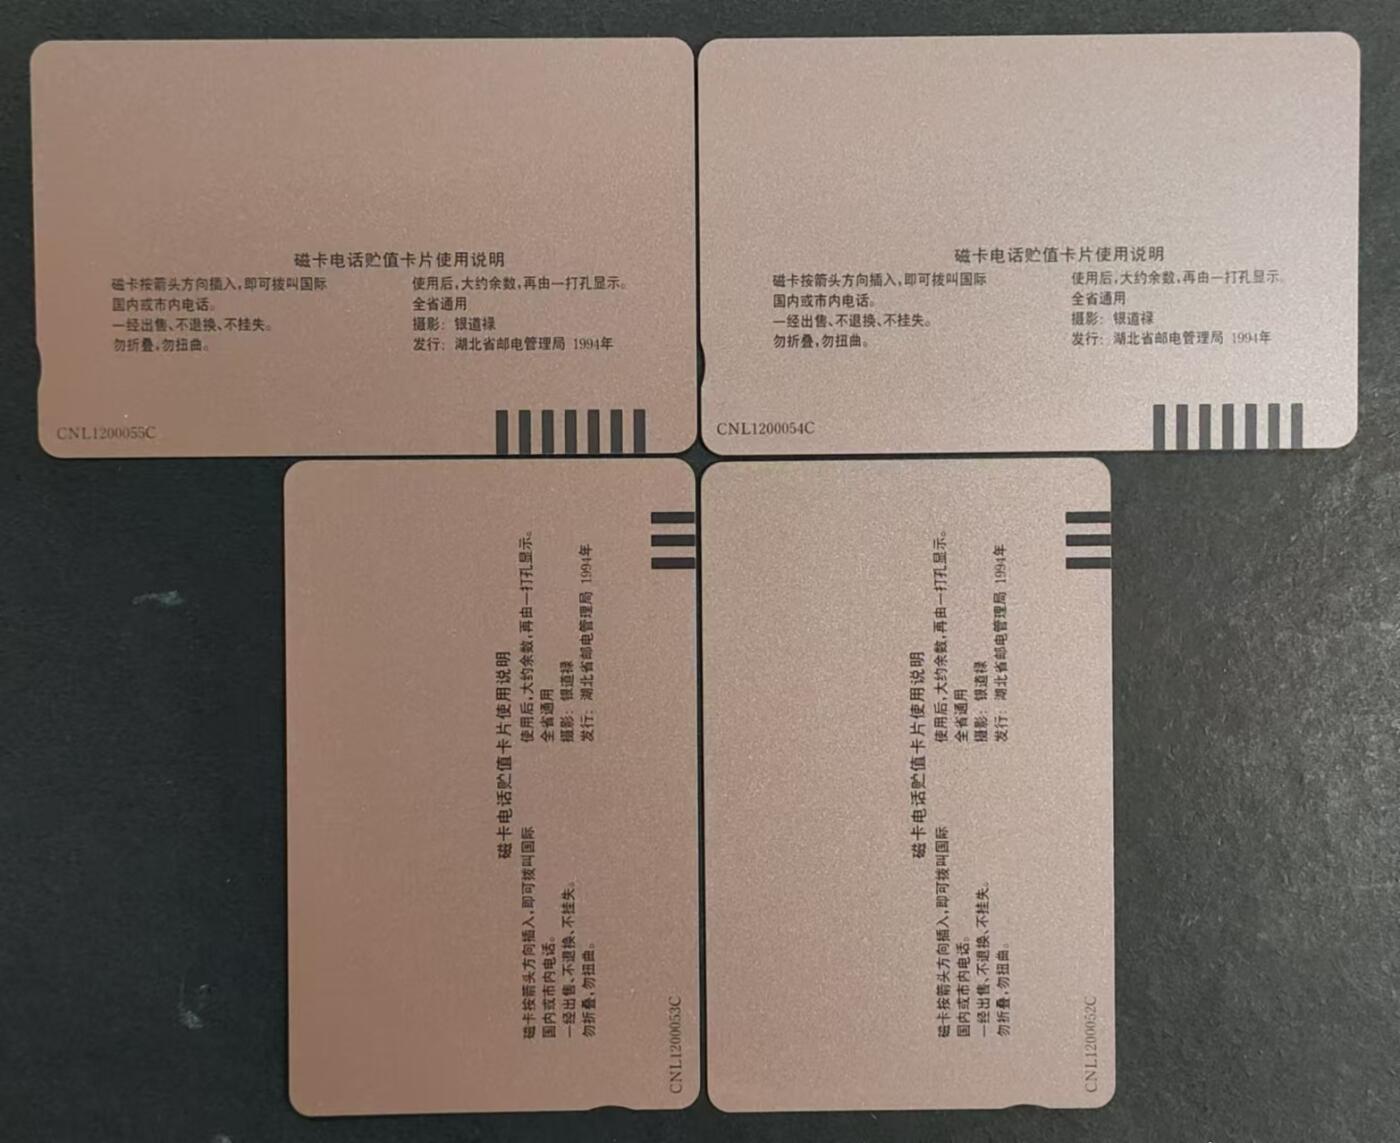 磁卡电话贮值卡片使用说明
磁卡按箭头方向插入,即可拨叫国际
国内或市内电话。
一经出售、不退换、不挂失。
勿折叠,勿扭曲。
使用后,大约余数,再由一打孔显示。
全省通用
摄影：银道禄
发行：湖北省邮电管理局 1994年
CNL1200055C
磁卡电话贮值卡片使用说明
磁卡按箭头方向插入,即可拨叫国际
国内或市内电话。
一经出售、不退换、不挂失。
勿折叠,勿扭曲。
使用后,大约余数,再由一打孔显示。
全省通用
摄影：银道禄
发行：湖北省邮电管理局 1994年
CNL1200054C
磁卡电话贮值卡片使用说明
磁卡按箭头方向插入,即可拨叫国际
国内或市内电话。
一经出售、不退换、不挂失。
勿折叠,勿扭曲。
使用后,大约余数,再由一打孔显示。
全省通用
摄影：银道禄
发行：湖北省邮电管理局 1994年
CNL1200053C
磁卡电话贮值卡片使用说明
磁卡按箭头方向插入,即可拨叫国际
国内或市内电话。
一经出售、不退换、不挂失。
勿折叠,勿扭曲。
使用后,大约余数,再由一打孔显示。
全省通用
摄影：银道禄
发行：湖北省邮电管理局 1994年
CNL1200052C